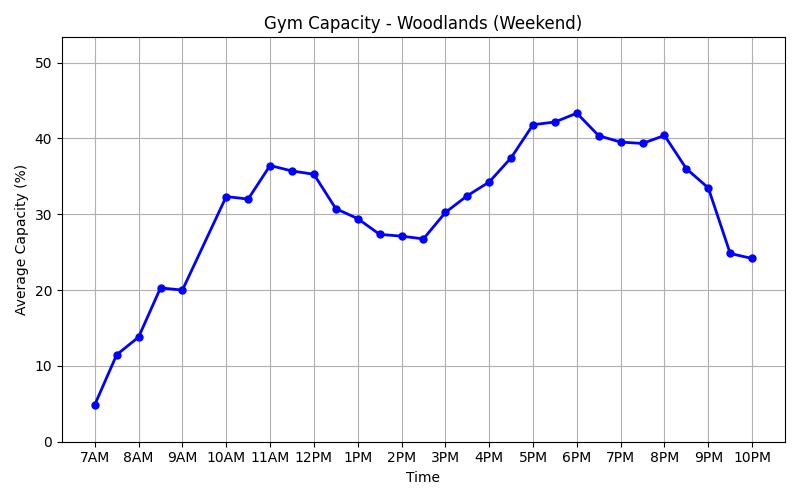 Gym Capacity - Woodlands (Weekend)
Average Capacity (%)
50
40
30
20
10
0
7AM 8AM 9AM 10AM 11AM 12PM 1PM 2PM 3PM 4PM 5PM 6PM 7PM 8PM 9PM 10PM
Time